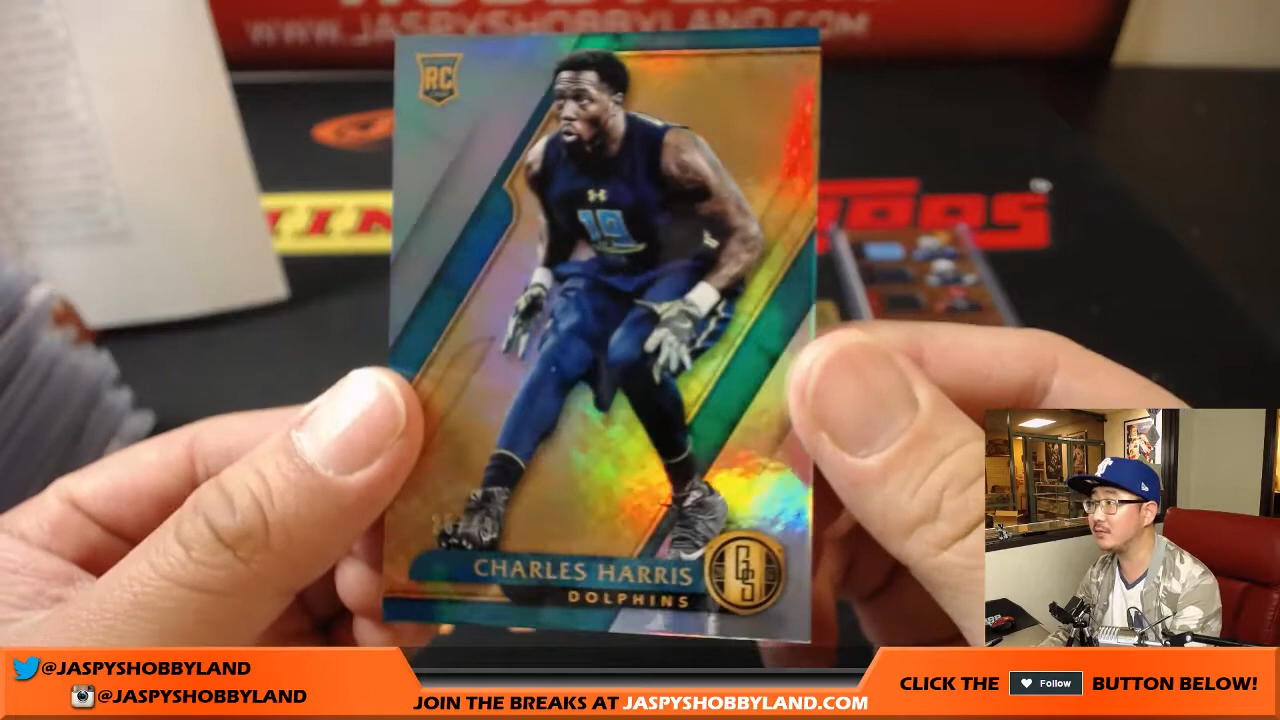 WWW.JASPYSHOBBYLAND.COM
RC
19
CHARLES HARRIS
DOLPHINS
GS
@JASPYSHOBBYLAND
@JASPYSHOBBYLAND
JOIN THE BREAKS AT JASPYSHOBBYLAND.COM
CLICK THE Follow BUTTON BELOW!